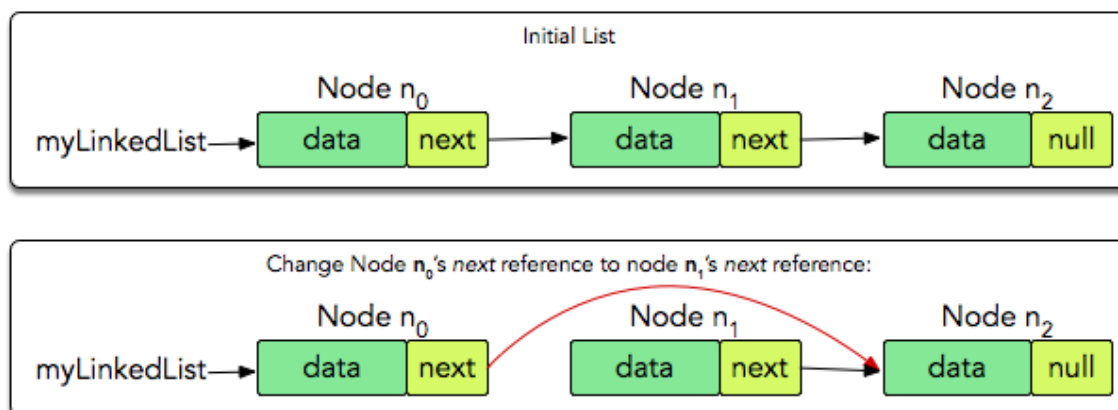 Initial List
Node n₀ Node n₁ Node n₂
myLinkedList data next data next data null
Change Node n₀'s next reference to node n₁'s next reference:
Node n₀ Node n₁ Node n₂
myLinkedList data next data next data null